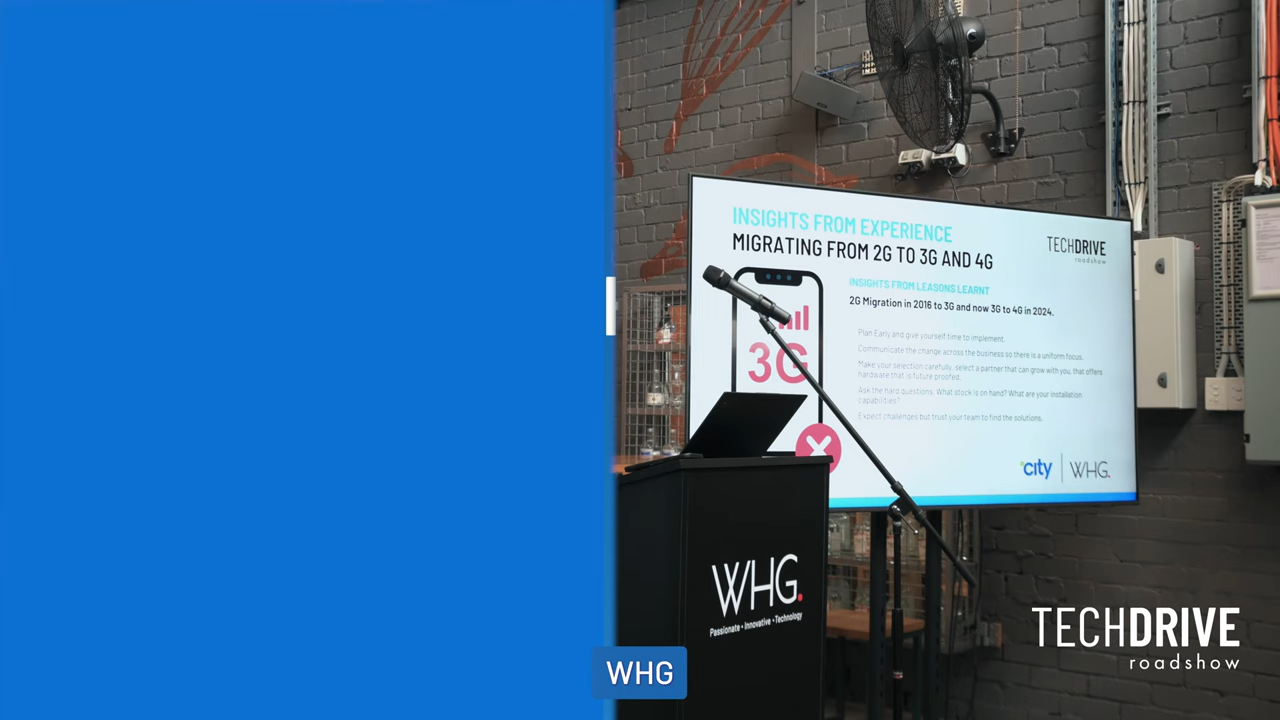 INSIGHTS FROM EXPERIENCE
MIGRATING FROM 2G TO 3G AND 4G
TECHDRIVE
roadshow
INSIGHTS FROM LEASONS LEARNT
2G Migration in 2016 to 3G and now 3G to 4G in 2024.
3G
Plan Early and give yourself time to implement.
Communicate the change across the business so there is a uniform focus.
Make your selection carefully, select a partner that can grow with you, that offers
hardware that is future proofed.
Ask the hard questions. What stock is on hand? What are your installation
capabilities?
Expect challenges but trust your team to find the solutions.
city
WHG.
WHG.
Passionate • Innovative • Technology
TECHDRIVE
roadshow
WHG